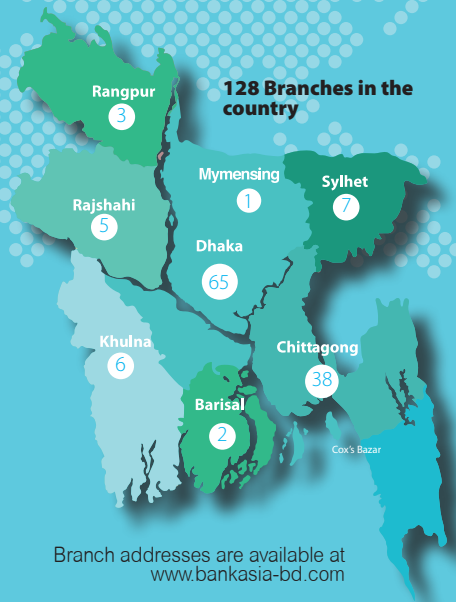 Rangpur
3
128 Branches in the
country
Mymensing
1
Sylhet
7
Rajshahi
5
Dhaka
65
Khulna
6
Chittagong
38
Barisal
2
Cox's Bazar
Branch addresses are available at
www.bankasia-bd.com